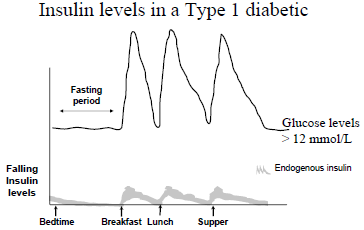 Insulin levels in a Type 1 diabetic
Fasting
period
Glucose levels
> 12 mmol/L
Endogenous insulin
Falling
Insulin
levels
Bedtime Breakfast Lunch Supper